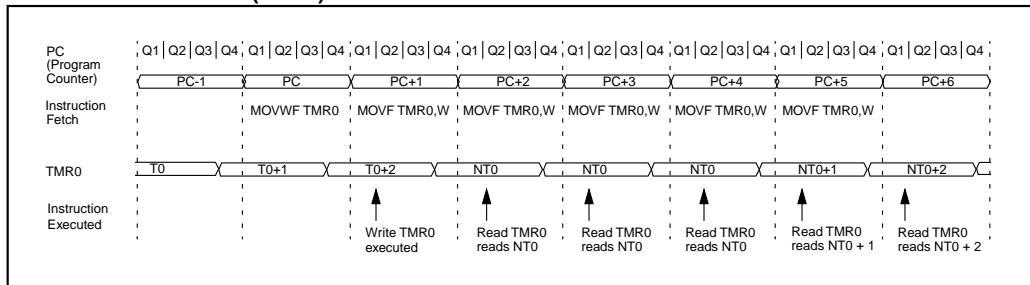 PC
(Program
Counter)
Q1 Q2 Q3 Q4 Q1 Q2 Q3 Q4 Q1 Q2 Q3 Q4 Q1 Q2 Q3 Q4 Q1 Q2 Q3 Q4 Q1 Q2 Q3 Q4 Q1 Q2 Q3 Q4 Q1 Q2 Q3 Q4
PC-1 PC PC+1 PC+2 PC+3 PC+4 PC+5 PC+6
Instruction
Fetch
MOVWF TMR0 MOVF TMR0,W MOVF TMR0,W MOVF TMR0,W MOVF TMR0,W MOVF TMR0,W
TMR0
T0 T0+1 T0+2 NT0 NT0 NT0 NT0+1 NT0+2
Instruction
Executed
Write TMR0
executed
Read TMR0
reads NT0
Read TMR0
reads NT0
Read TMR0
reads NT0
Read TMR0
reads NT0 + 1
Read TMR0
reads NT0 + 2